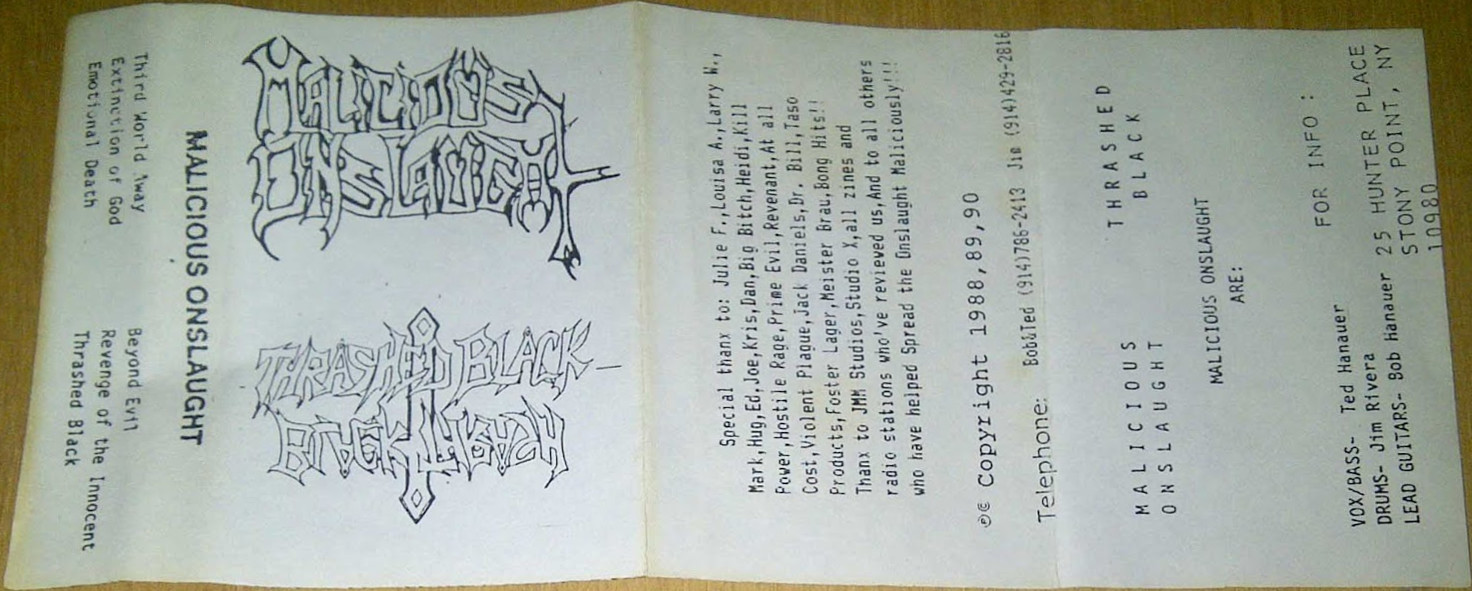 Third World Away
Extinction of God
Emotional Death
Beyond Evil
Revenge of the Innocent
Thrashed Black
MALICIOUS ONSLAUGHT
MALICIOUS
ONSLAUGHT
THRASHED BLACK
Special thanx to: Julie F.,Louisa A.,Larry W.,
Mark,Hug,Ed,Joe,Kris,Dan,Big Bitch,Heidi,Kill
Power,Hostile Rage,Prime Evil,Revenant,At all
Cost,Violent Plague,Jack Daniels,Dr. Bill,Taso
Products,Foster Lager,Meister Brau,Bong Hits!!
Thanx to JMM Studios,Studio X,all zines and
radio stations who've reviewed us,And to all others
who have helped Spread the Onslaught Maliciously!!!
℗© Copyright 1988,89,90
Telephone: Bob&Ted (914)786-2413 Jim (914)429-2816
MALICIOUS THRASHED
ONSLAUGHT BLACK
MALICIOUS ONSLAUGHT
ARE:
FOR INFO:
VOX/BASS- Ted Hanauer
DRUMS- Jim Rivera
LEAD GUITARS- Bob Hanauer
25 HUNTER PLACE
STONY POINT, NY
10980